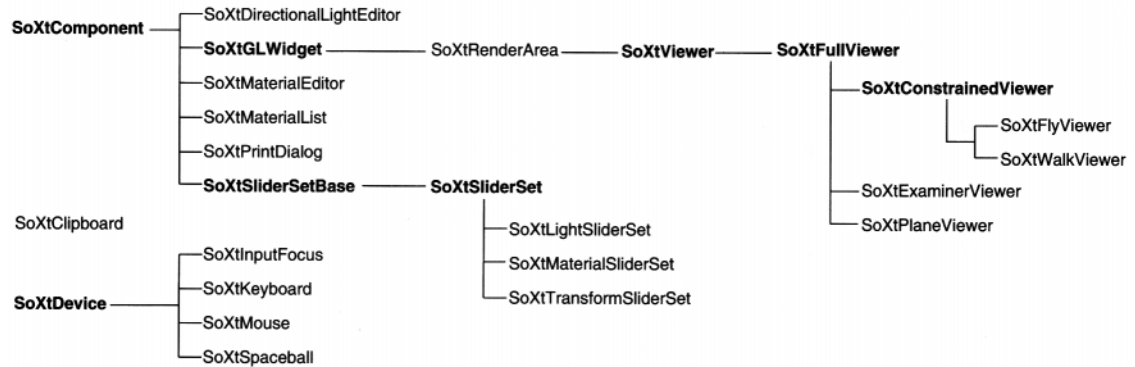 SoXtComponent
SoXtDirectionalLightEditor
SoXtGLWidget
SoXtRenderArea
SoXtViewer
SoXtFullViewer
SoXtMaterialEditor
SoXtMaterialList
SoXtPrintDialog
SoXtSliderSetBase
SoXtSliderSet
SoXtConstrainedViewer
SoXtFlyViewer
SoXtWalkViewer
SoXtExaminerViewer
SoXtPlaneViewer
SoXtLightSliderSet
SoXtMaterialSliderSet
SoXtTransformSliderSet
SoXtClipboard
SoXtDevice
SoXtInputFocus
SoXtKeyboard
SoXtMouse
SoXtSpaceball